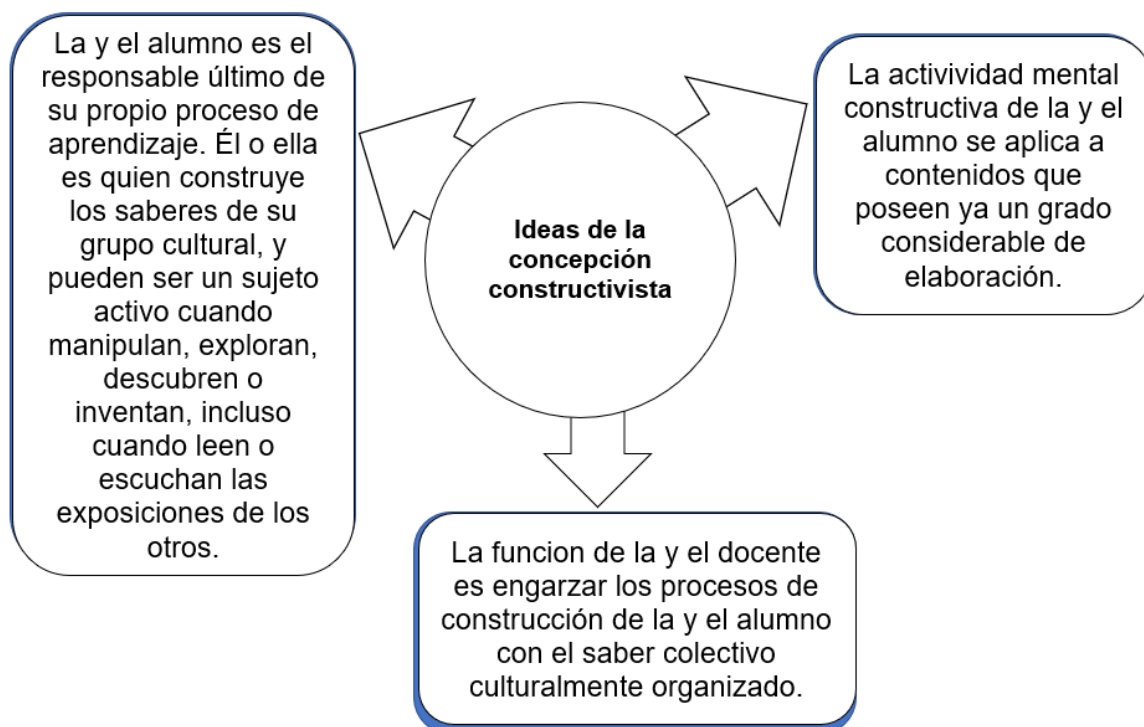 La y el alumno es el
responsable último de
su propio proceso de
aprendizaje. Él o ella
es quien construye
los saberes de su
grupo cultural, y
pueden ser un sujeto
activo cuando
manipulan, exploran,
descubren o
inventan, incluso
cuando leen o
escuchan las
exposiciones de los
otros.
Ideas de la
concepción
constructivista
La activividad mental
constructiva de la y el
alumno se aplica a
contenidos que
poseen ya un grado
considerable de
elaboración.
La funcion de la y el docente
es engarzar los procesos de
construcción de la y el alumno
con el saber colectivo
culturalmente organizado.